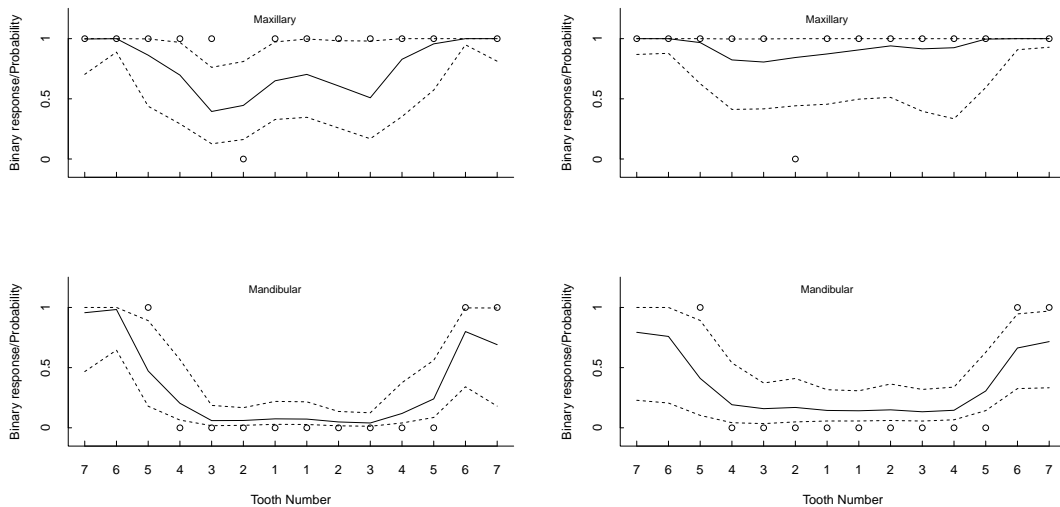 Maxillary
Binary response/Probability
0 0.5 1
Maxillary
Binary response/Probability
0 0.5 1
Mandibular
Binary response/Probability
0 0.5 1
7 6 5 4 3 2 1 1 2 3 4 5 6 7
Tooth Number
Mandibular
Binary response/Probability
0 0.5 1
7 6 5 4 3 2 1 1 2 3 4 5 6 7
Tooth Number